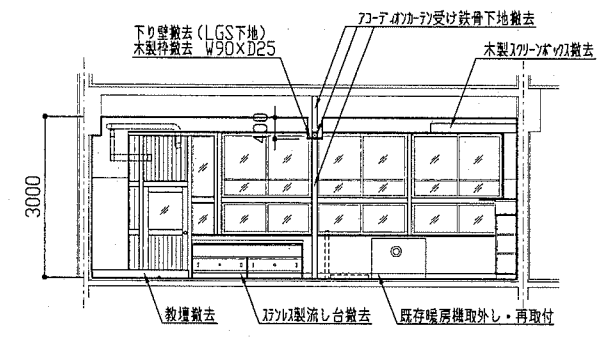 アコーディオンカーテン受け鉄骨下地撤去
下り壁撤去(LGS下地)
木製枠撤去 W90×D25
木製スクリーンボックス撤去
400
3000
教壇撤去
ステンレス製流し台撤去
既存暖房機取外し・再取付